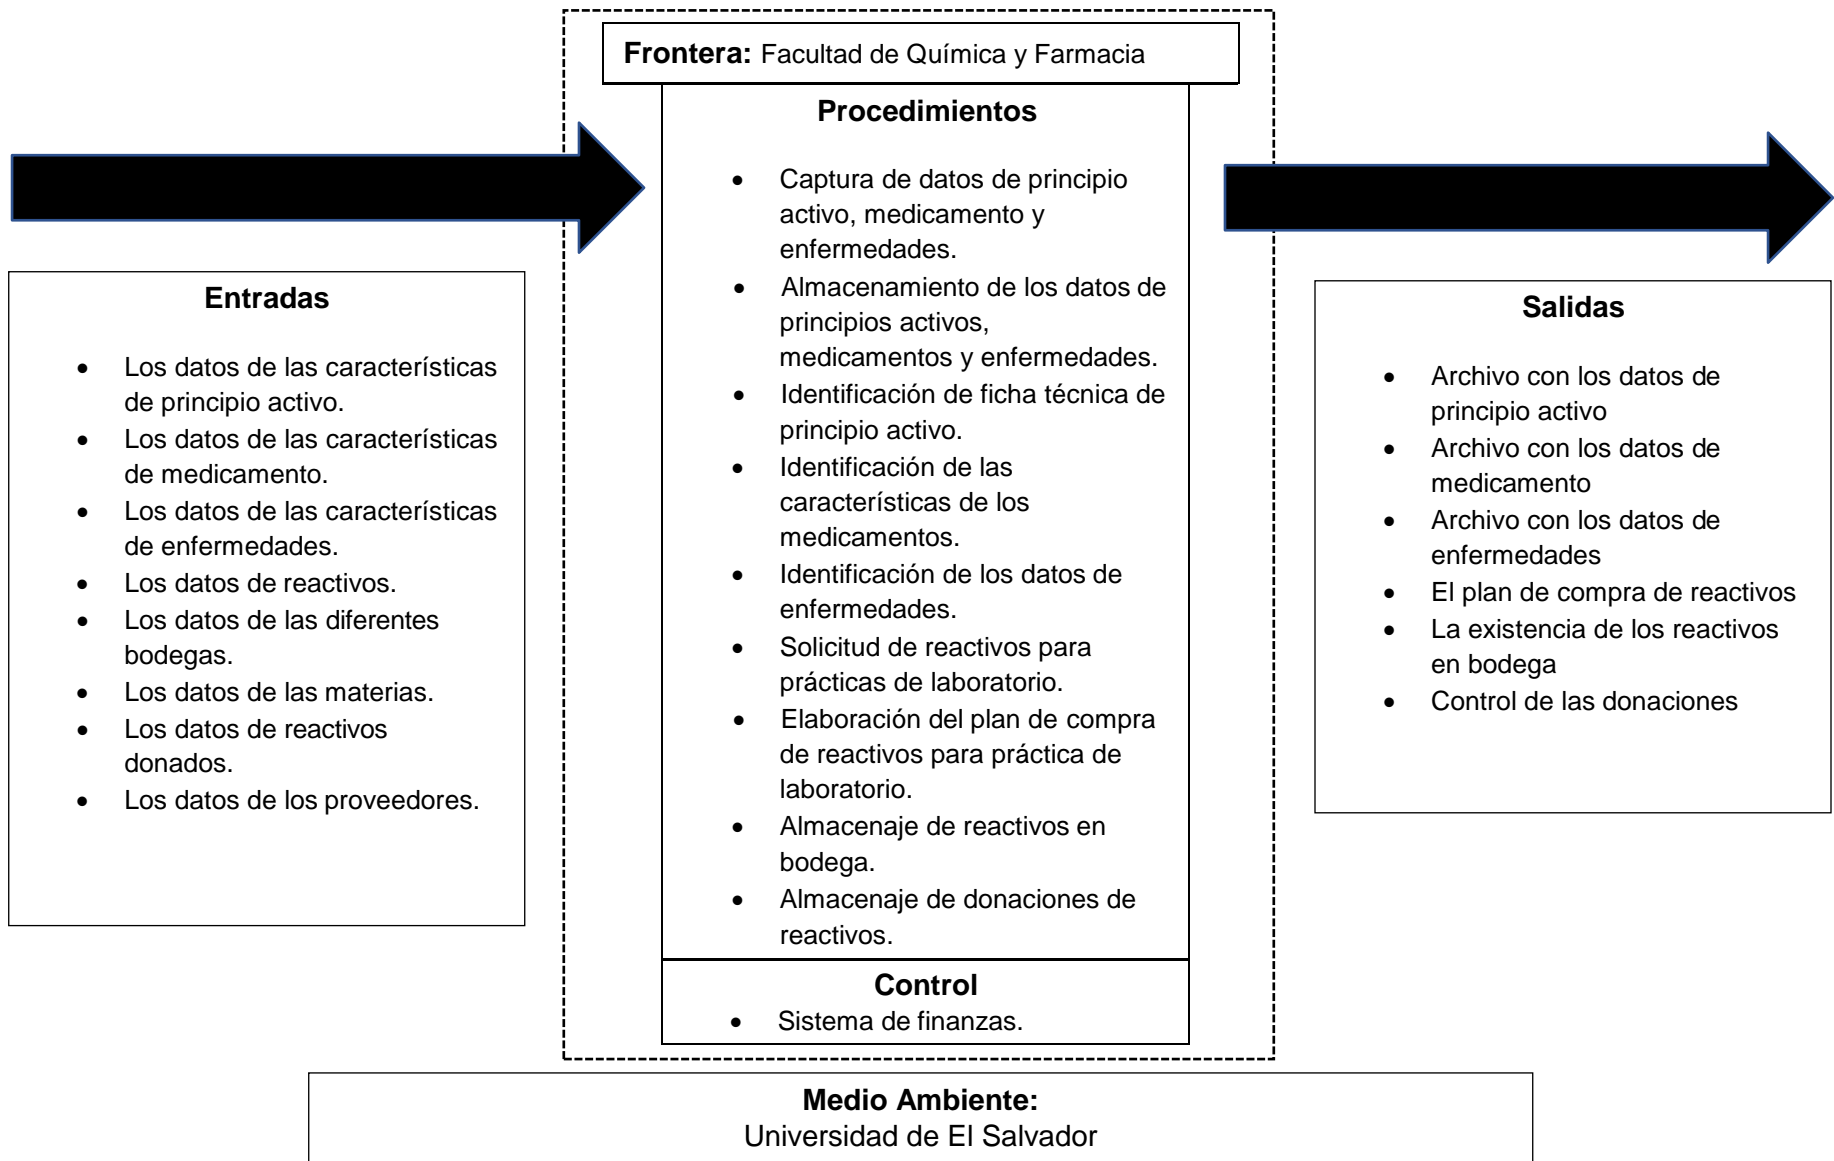 Frontera: Facultad de Química y Farmacia
Entradas
• Los datos de las características
de principio activo.
• Los datos de las características
de medicamento.
• Los datos de las características
de enfermedades.
• Los datos de reactivos.
• Los datos de las diferentes
bodegas.
• Los datos de las materias.
• Los datos de reactivos
donados.
• Los datos de los proveedores.
Procedimientos
• Captura de datos de principio
activo, medicamento y
enfermedades.
• Almacenamiento de los datos de
principios activos,
medicamentos y enfermedades.
• Identificación de ficha técnica de
principio activo.
• Identificación de las
características de los
medicamentos.
• Identificación de los datos de
enfermedades.
• Solicitud de reactivos para
prácticas de laboratorio.
• Elaboración del plan de compra
de reactivos para práctica de
laboratorio.
• Almacenaje de reactivos en
bodega.
• Almacenaje de donaciones de
reactivos.
Control
• Sistema de finanzas.
Salidas
• Archivo con los datos de
principio activo
• Archivo con los datos de
medicamento
• Archivo con los datos de
enfermedades
• El plan de compra de reactivos
• La existencia de los reactivos
en bodega
• Control de las donaciones
Medio Ambiente:
Universidad de El Salvador